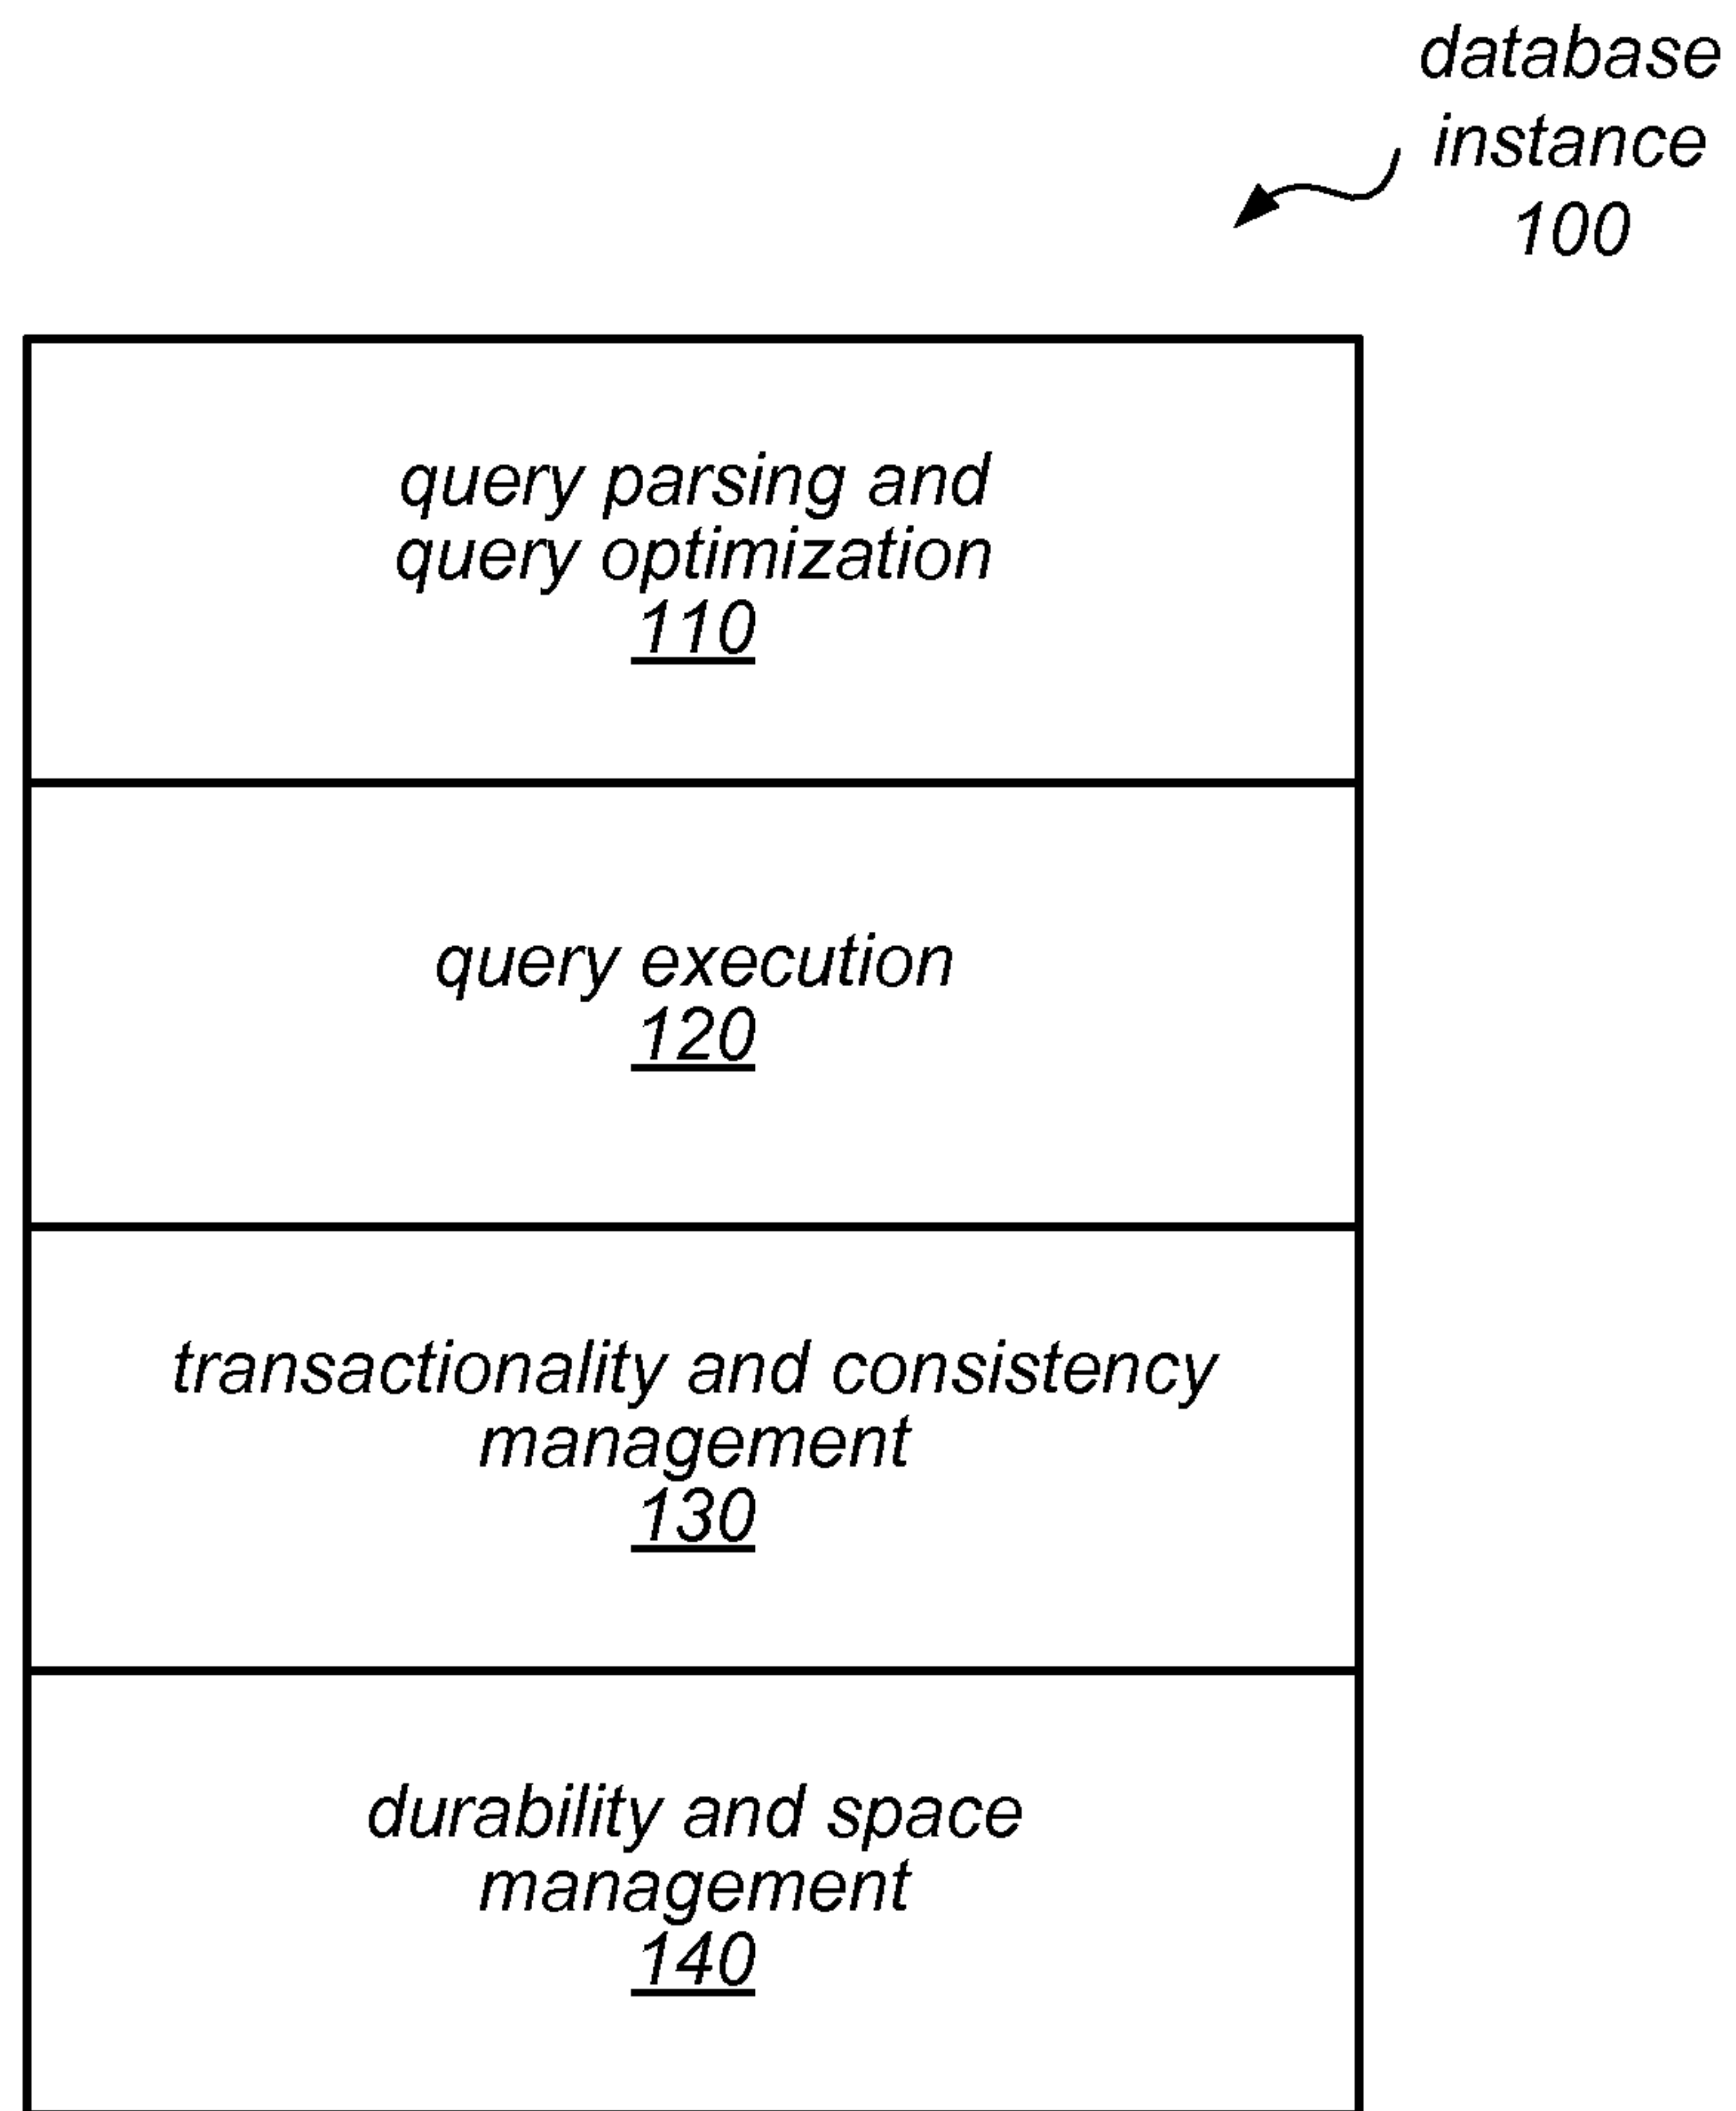 database
instance
100
query parsing and
query optimization
110
query execution
120
transactionality and consistency
management
130
durability and space
management
140